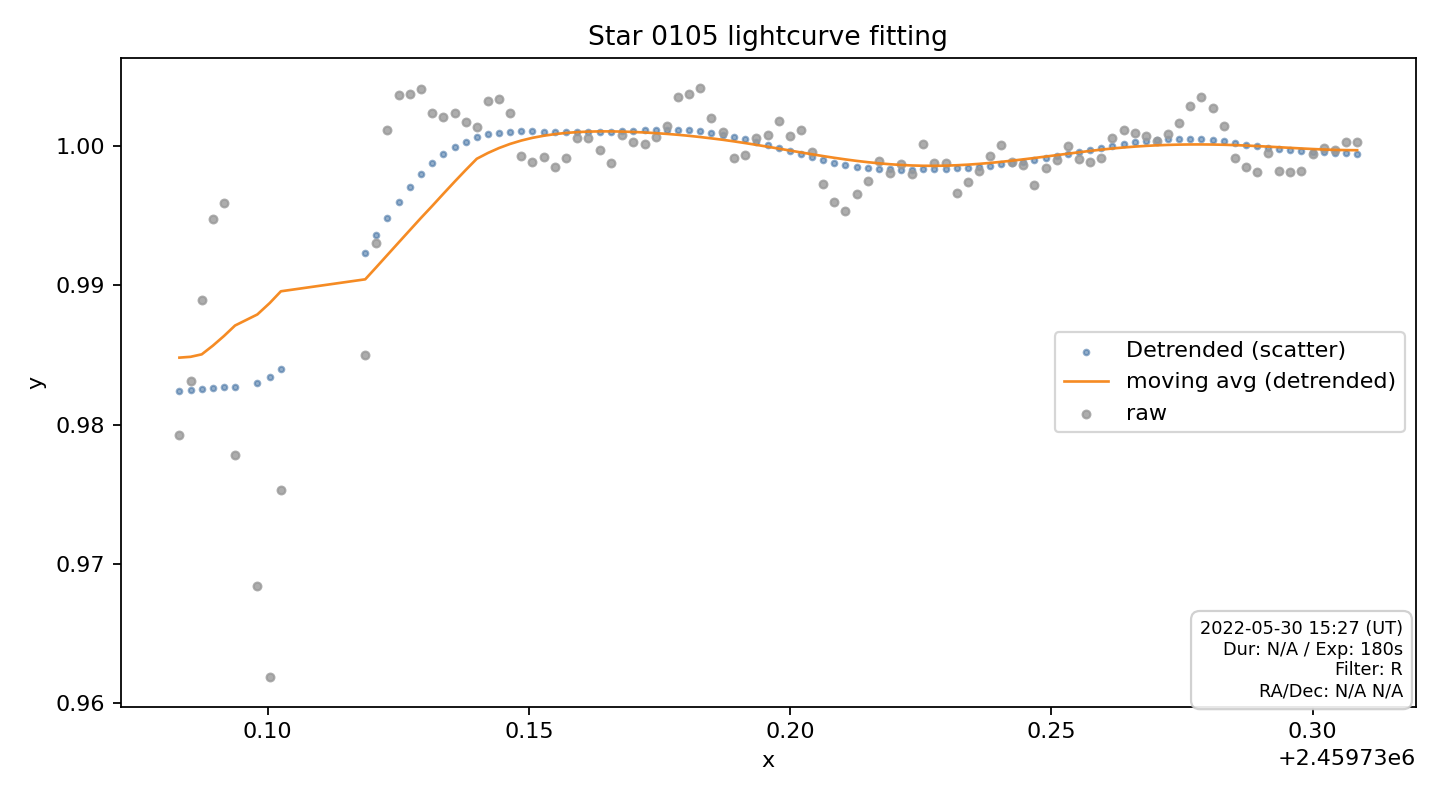 Star 0105 lightcurve fitting
y
1.00
0.99
0.98
0.97
0.96
Detrended (scatter)
moving avg (detrended)
raw
2022-05-30 15:27 (UT)
Dur: N/A / Exp: 180s
Filter: R
RA/Dec: N/A N/A
0.10 0.15 0.20 0.25 0.30
x
+2.45973e6